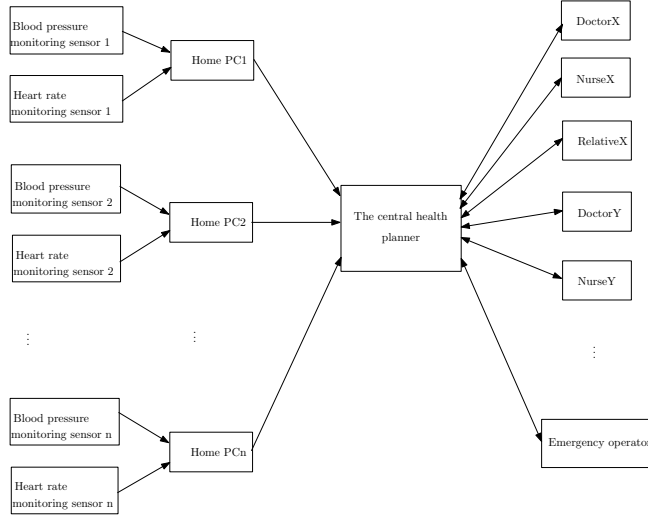 Blood pressure
monitoring sensor 1
Heart rate
monitoring sensor 1
Home PC1
Blood pressure
monitoring sensor 2
Heart rate
monitoring sensor 2
Home PC2
Blood pressure
monitoring sensor n
Heart rate
monitoring sensor n
Home PCn
The central health
planner
DoctorX
NurseX
RelativeX
DoctorY
NurseY
Emergency operator